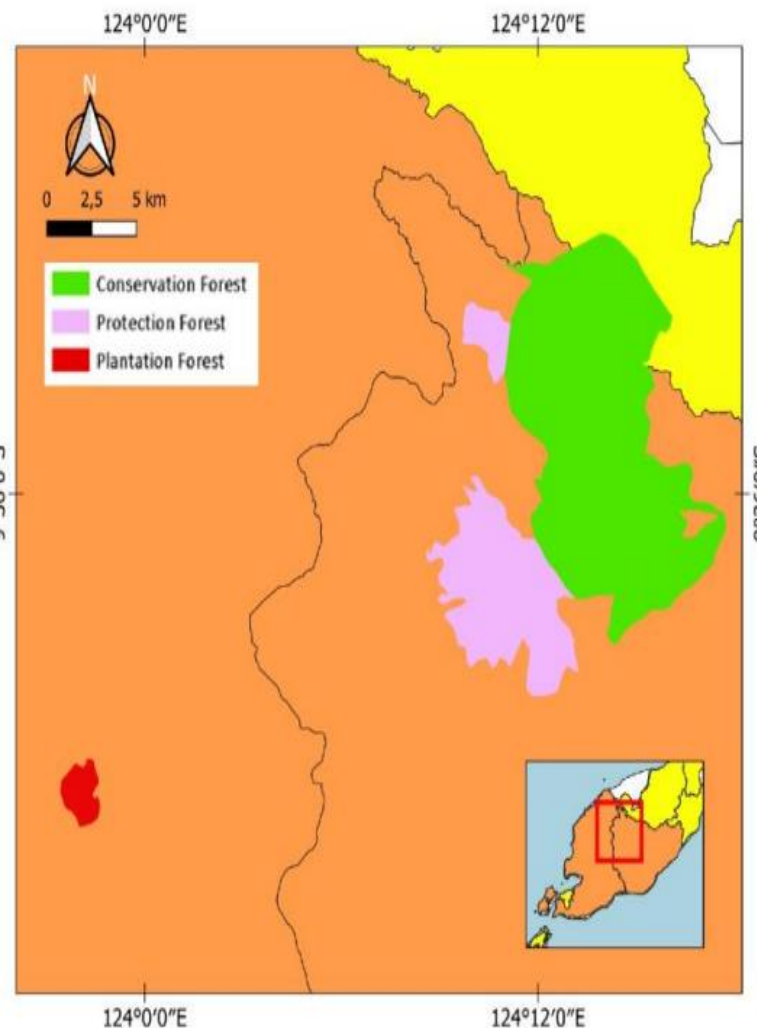 124°0′0″E 124°12′0″E
N
0 2,5 5 km
Conservation Forest
Protection Forest
Plantation Forest
124°0′0″E 124°12′0″E